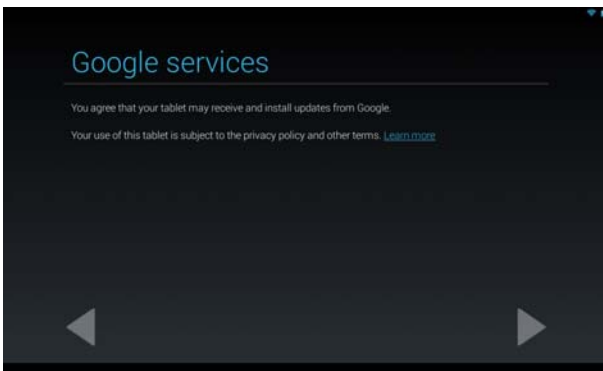 Google services
You agree that your tablet may receive and install updates from Google.
Your use of this tablet is subject to the privacy policy and other terms. Learn more